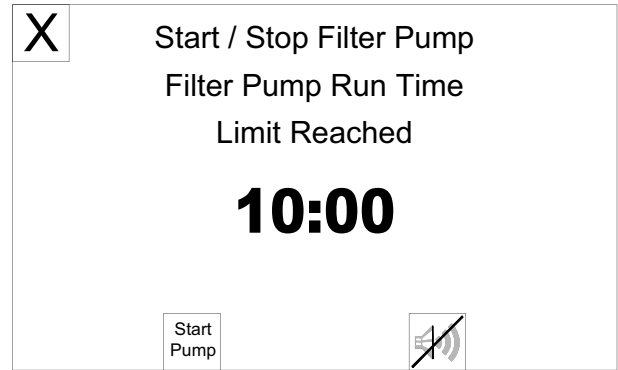 X
Start / Stop Filter Pump
Filter Pump Run Time
Limit Reached
10:00
Start
Pump